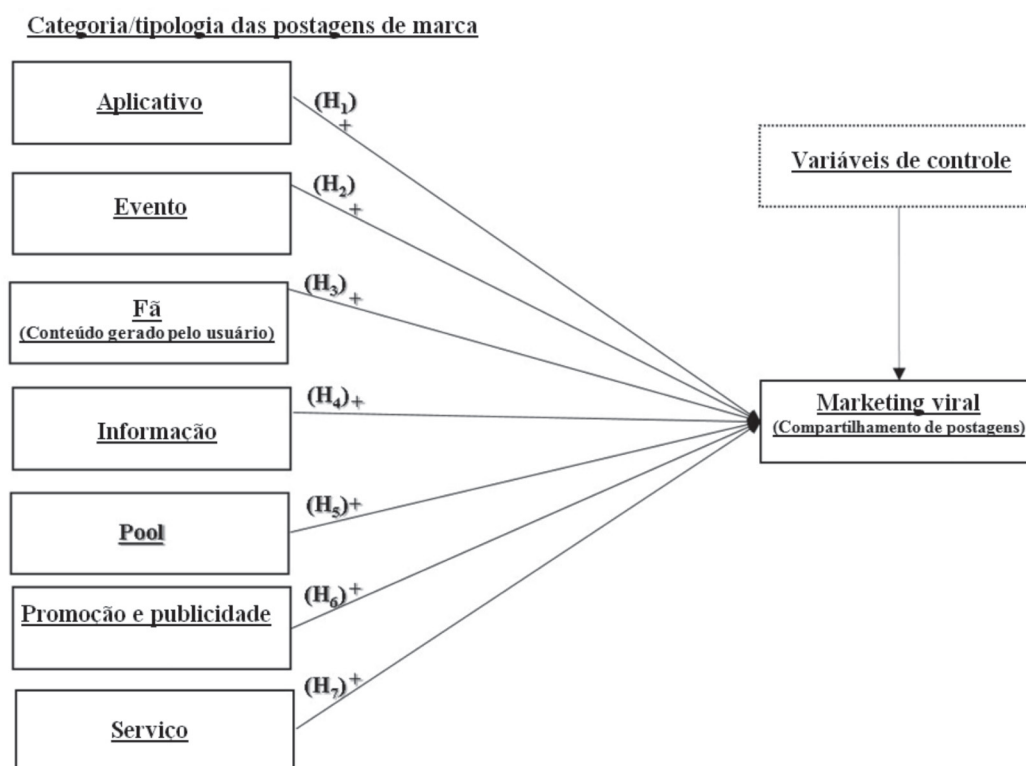 Categoria/tipologia das postagens de marca
Aplicativo
(H1)
+
Evento
(H2)
+
Fã
(Conteúdo gerado pelo usuário)
(H3)
+
Informação
(H4)+
Pool
(H5)+
Promoção e publicidade
(H6)+
Serviço
(H7)+
Variáveis de controle
Marketing viral
(Compartilhamento de postagens)